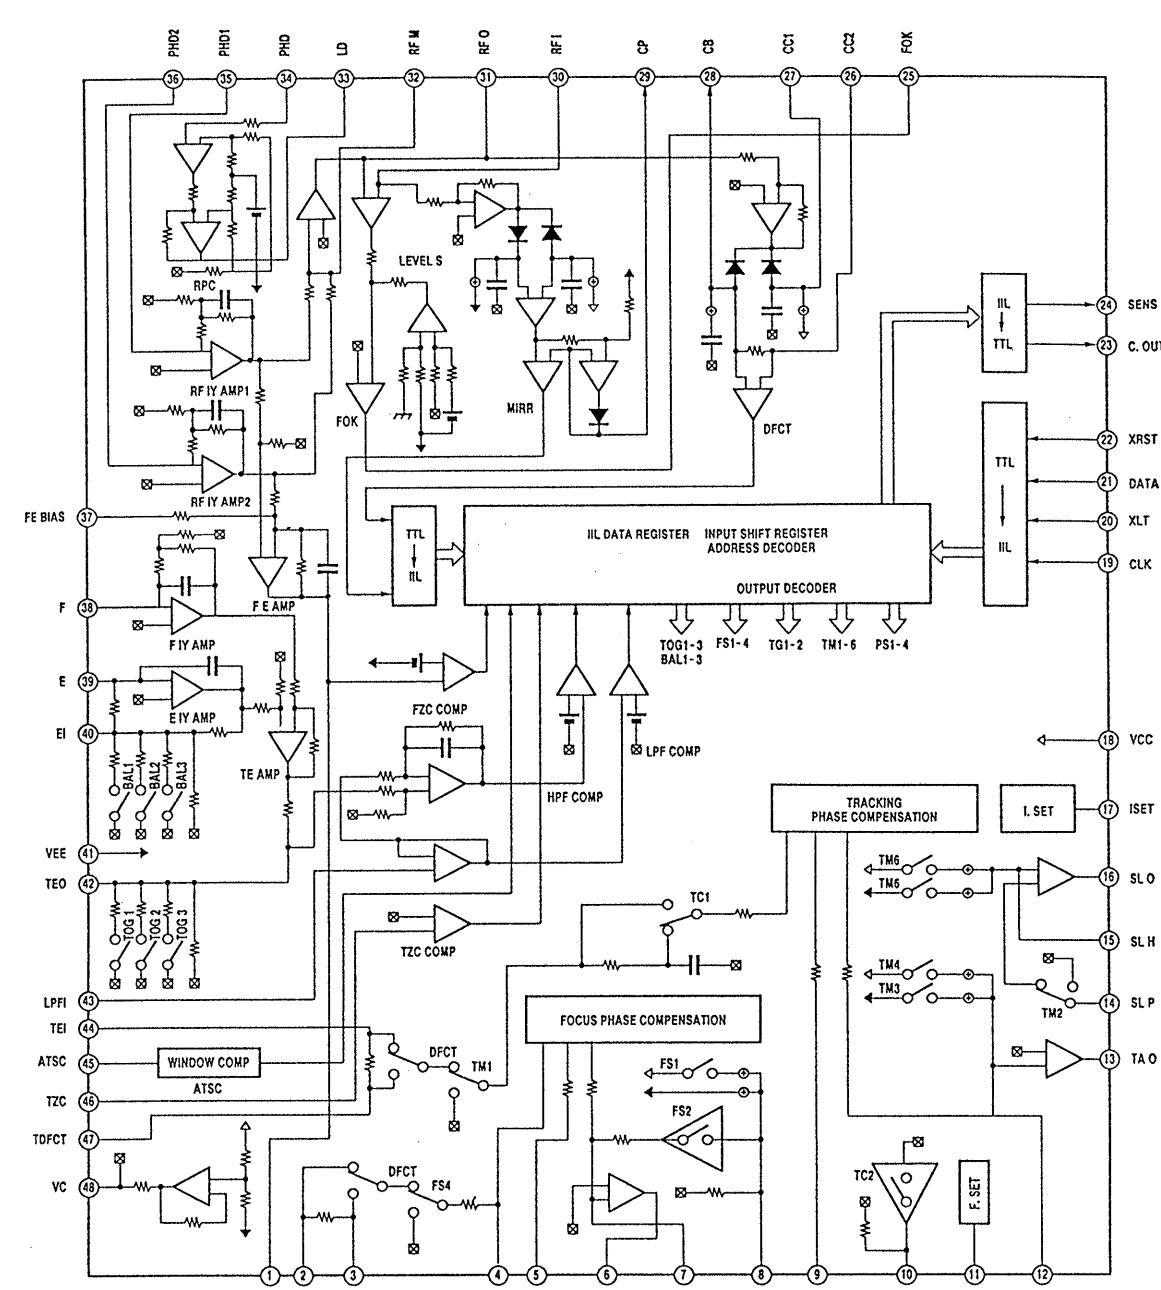 PHD2
PHD1
PHD
LD
RF M
RF O
RF I
CP
CB
CC1
CC2
FOK
36
35
34
33
32
31
30
29
28
27
26
25
RPC
LEVEL S
RF IY AMP1
FOK
MIRR
DFCT
RF IY AMP2
24 SENS
23 C. OU
22 XRST
21 DATA
20 XLT
19 CLK
IIL
TTL
TTL
IIL
FE BIAS 37
TTL
IIL
IIL DATA REGISTER INPUT SHIFT REGISTER
ADDRESS DECODER
OUTPUT DECODER
F E AMP
F 38
F IY AMP
TOG1-3
BAL1-3
FS1-4
TG1-2
TM1-6
PS1-4
E 39
E IY AMP
EI 40
FZC COMP
LPF COMP
HPF COMP
TE AMP
BAL1
BAL2
BAL3
18 VCC
TRACKING
PHASE COMPENSATION
I. SET
17 ISET
VEE 41
TEO 42
TM6
TM6
16 SL O
TC1
TOG 1
TOG 2
TOG 3
TZC COMP
15 SL H
TM4
TM3
TM2
14 SL P
LPFI 43
TEI 44
FOCUS PHASE COMPENSATION
ATSC 45
WINDOW COMP
ATSC
DFCT
TM1
13 TA O
FS1
FS2
TZC 46
TDFCT 47
VC 48
DFCT
FS4
TC2
F. SET
1
2
3
4
5
6
7
8
9
10
11
12